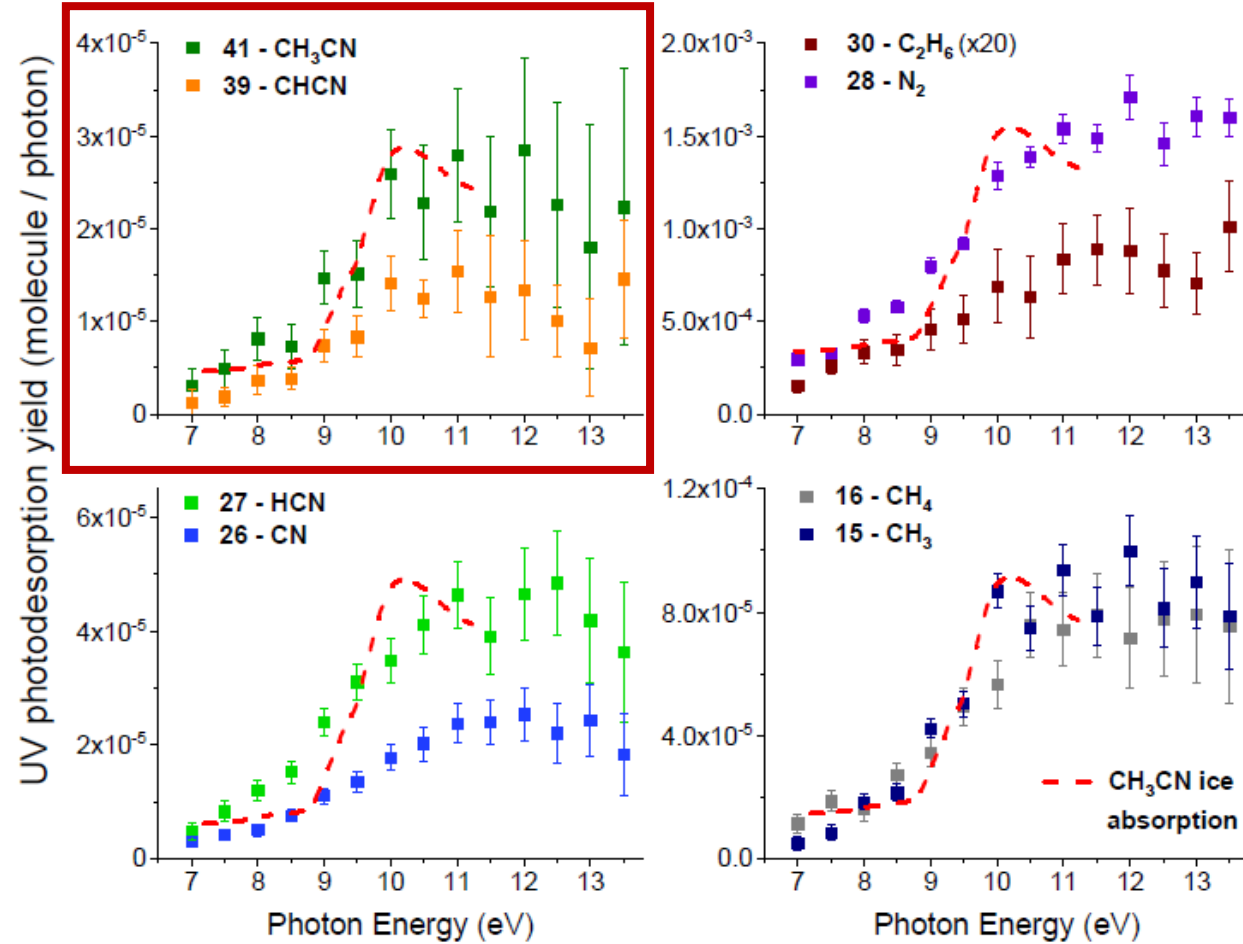 UV photodesorption yield (molecule / photon)
4x10⁻⁵
3x10⁻⁵
2x10⁻⁵
1x10⁻⁵
0
41 - CH₃CN
39 - CHCN
7 8 9 10 11 12 13
2.0x10⁻³
1.5x10⁻³
1.0x10⁻³
5.0x10⁻⁴
0.0
30 - C₂H₆ (x20)
28 - N₂
7 8 9 10 11 12 13
6x10⁻⁵
4x10⁻⁵
2x10⁻⁵
0
27 - HCN
26 - CN
7 8 9 10 11 12 13
Photon Energy (eV)
1.2x10⁻⁴
8.0x10⁻⁵
4.0x10⁻⁵
0.0
16 - CH₄
15 - CH₃
CH₃CN ice
absorption
7 8 9 10 11 12 13
Photon Energy (eV)